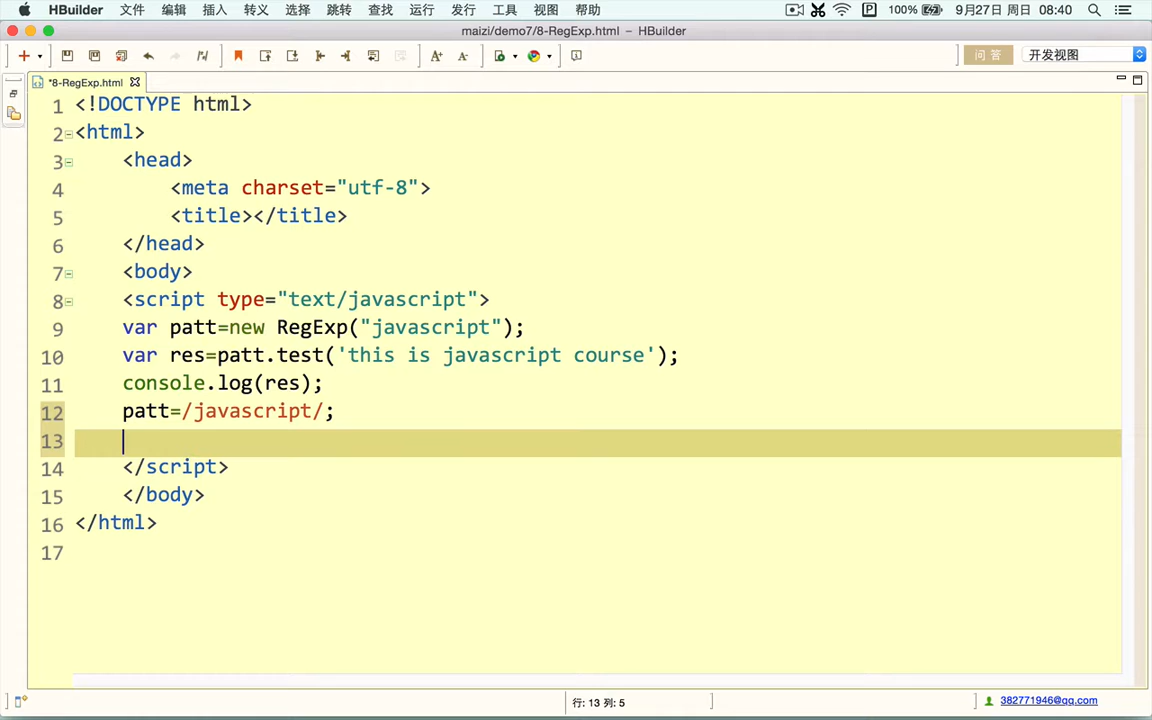 HBuilder 文件 编辑 插入 转义 选择 跳转 查找 运行 发行 工具 视图 帮助 100% 9月27日 周日 08:40
maizi/demo7/8-RegExp.html – HBuilder
问 答 开发视图
*8-RegExp.html
1 <!DOCTYPE html>
2 <html>
3 <head>
4 <meta charset="utf-8">
5 <title></title>
6 </head>
7 <body>
8 <script type="text/javascript">
9 var patt=new RegExp("javascript");
10 var res=patt.test('this is javascript course');
11 console.log(res);
12 patt=/javascript/;
13
14 </script>
15 </body>
16 </html>
17
行: 13 列: 5 382771946@qq.com